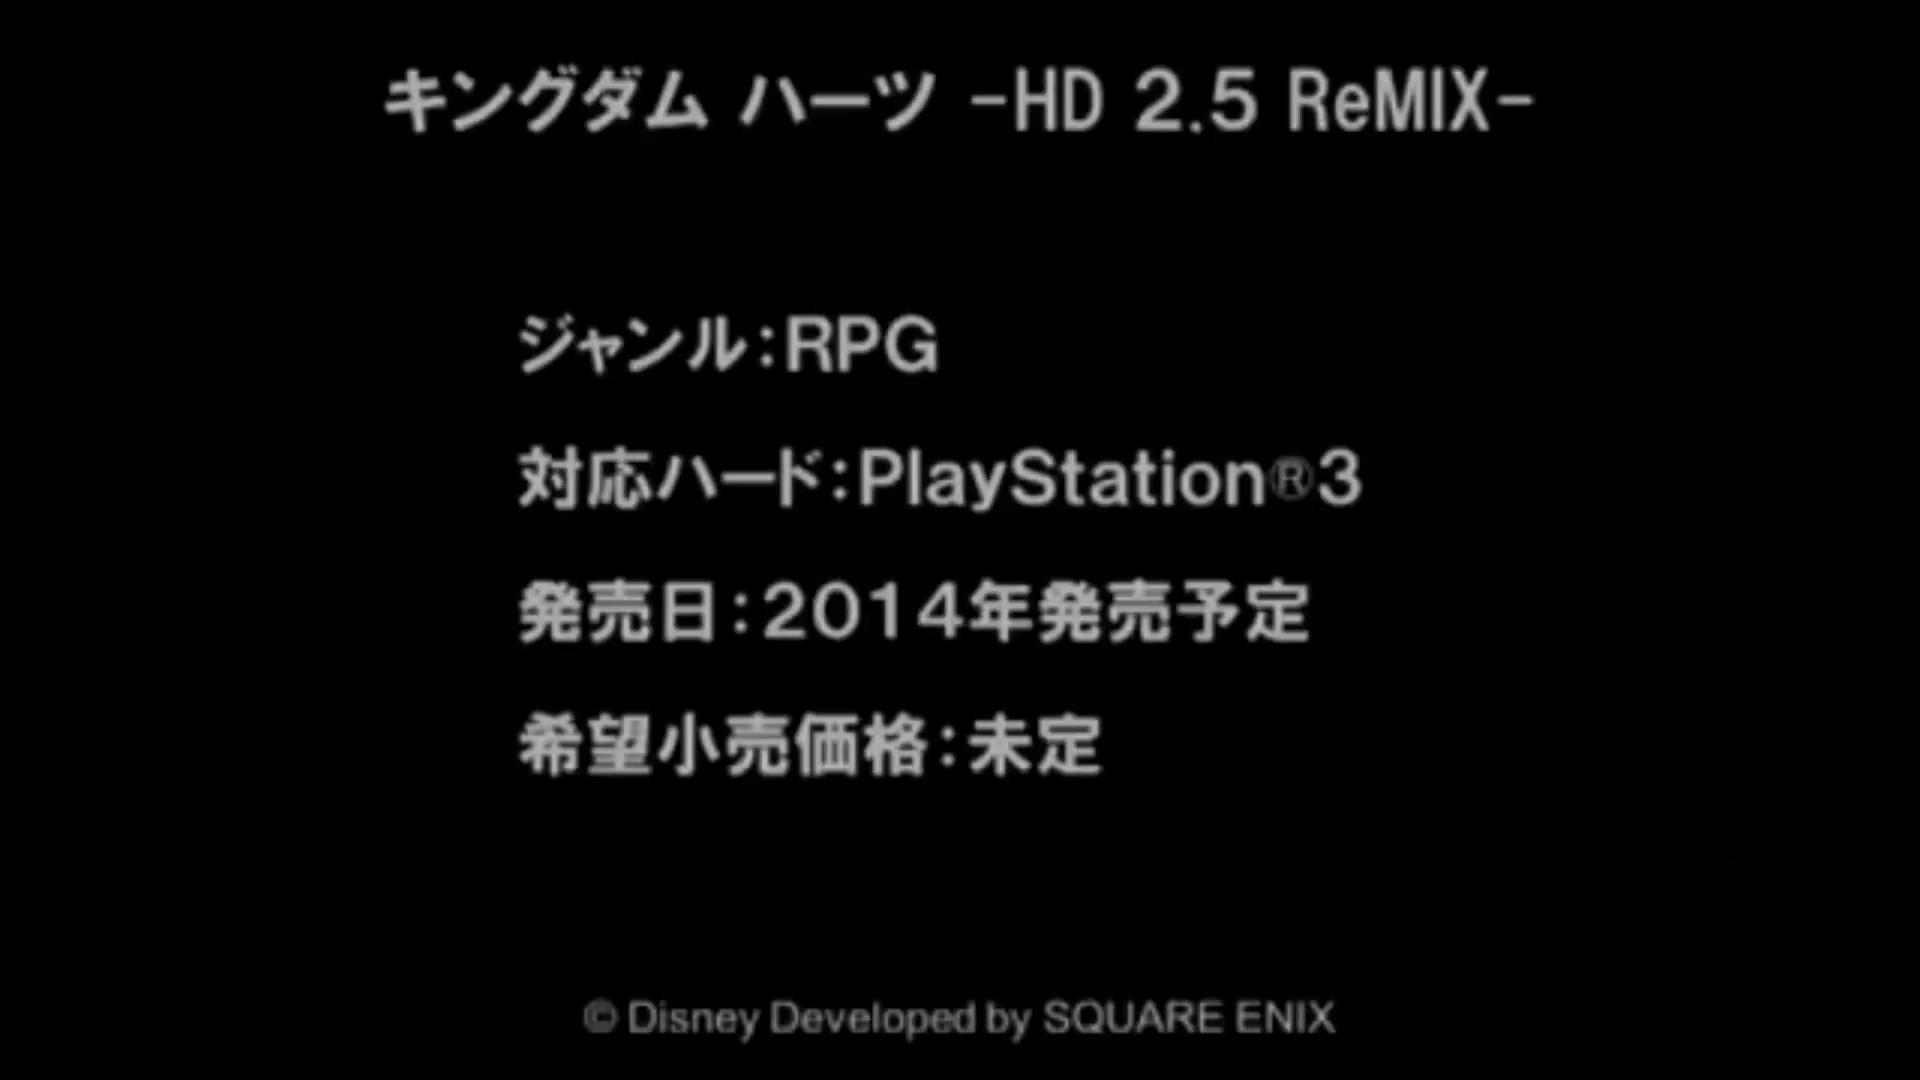 キングダム ハーツ -HD 2.5 ReMIX-
ジャンル：RPG
対応ハード：PlayStation®3
発売日：2014年発売予定
希望小売価格：未定
© Disney Developed by SQUARE ENIX